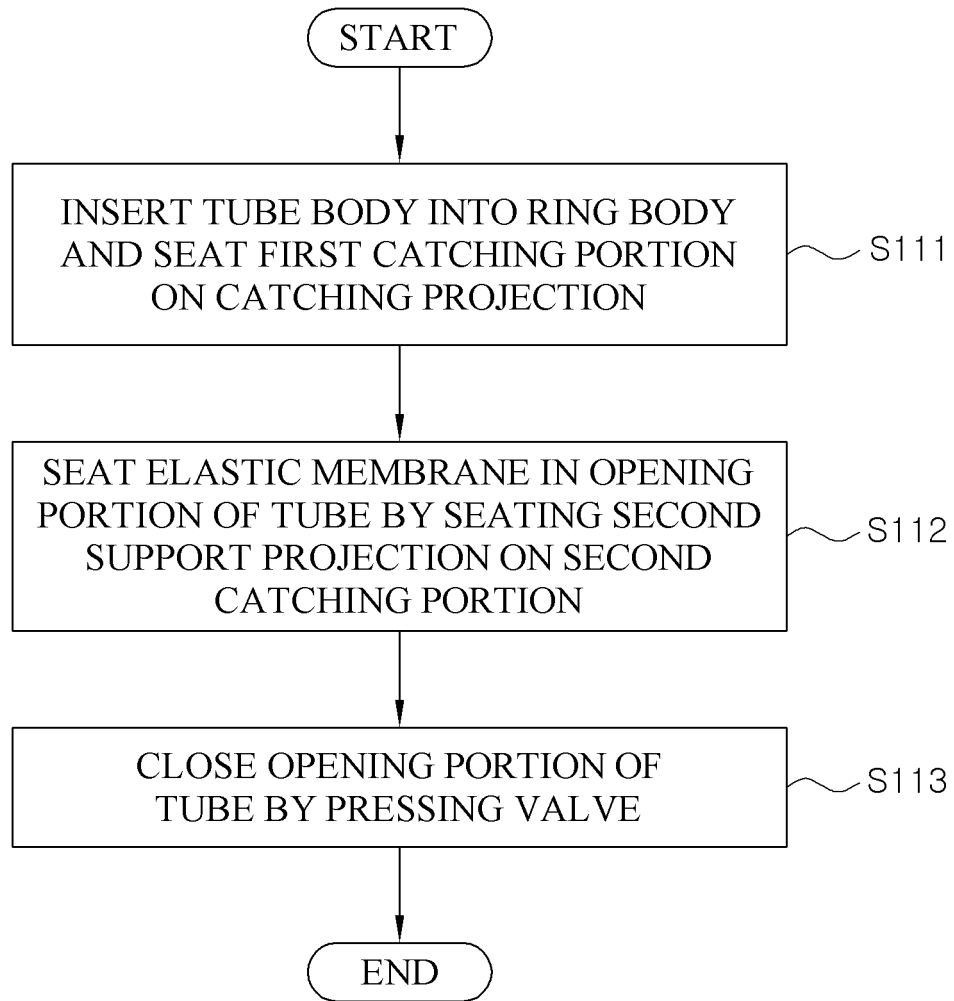 START
INSERT TUBE BODY INTO RING BODY
AND SEAT FIRST CATCHING PORTION
ON CATCHING PROJECTION
S111
SEAT ELASTIC MEMBRANE IN OPENING
PORTION OF TUBE BY SEATING SECOND
SUPPORT PROJECTION ON SECOND
CATCHING PORTION
S112
CLOSE OPENING PORTION OF
TUBE BY PRESSING VALVE
S113
END